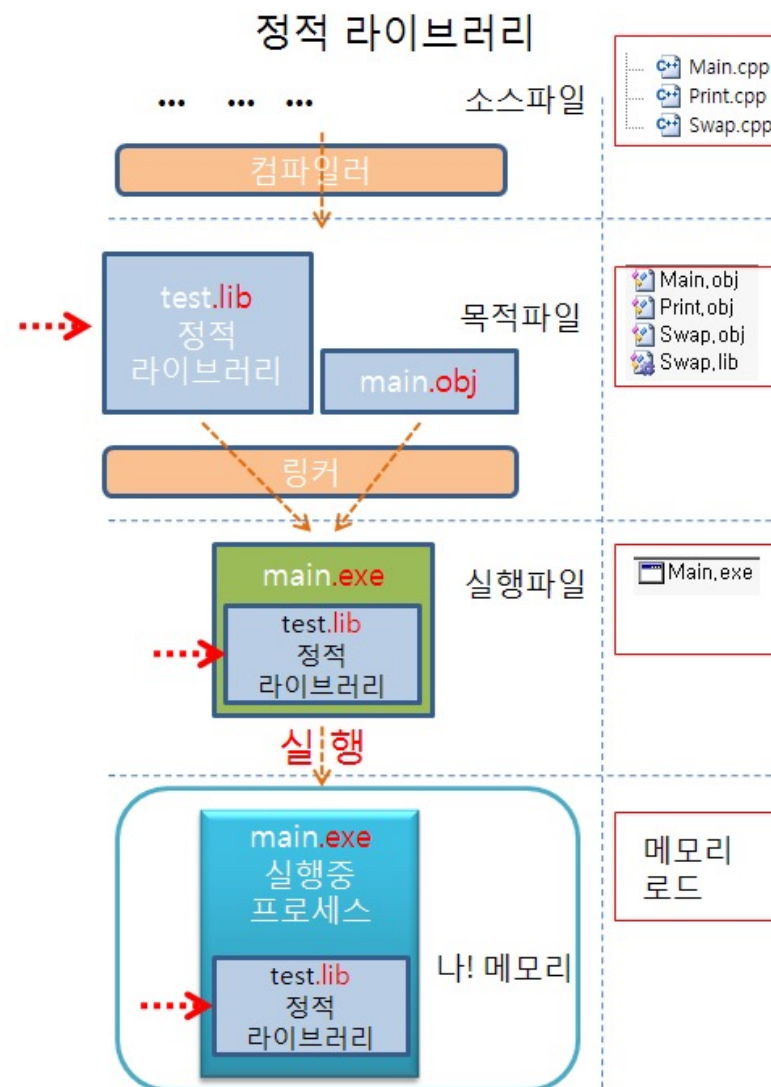 정적 라이브러리
... ... ...
소스파일
Main.cpp
Print.cpp
Swap.cpp
컴파일러
test.lib
정적
라이브러리
main.obj
목적파일
Main.obj
Print.obj
Swap.obj
Swap.lib
링커
main.exe
test.lib
정적
라이브러리
실행파일
Main.exe
실행
main.exe
실행중
프로세스
test.lib
정적
라이브러리
나! 메모리
메모리
로드